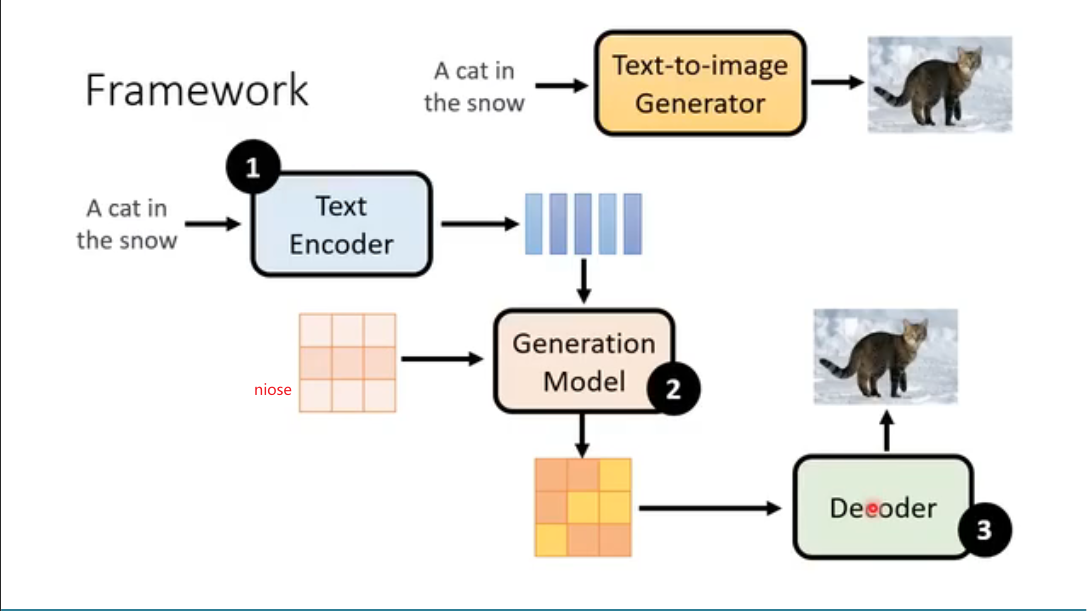 Framework
A cat in
the snow
Text-to-image
Generator
1
A cat in
the snow
Text
Encoder
niose
Generation
Model
2
Decoder
3